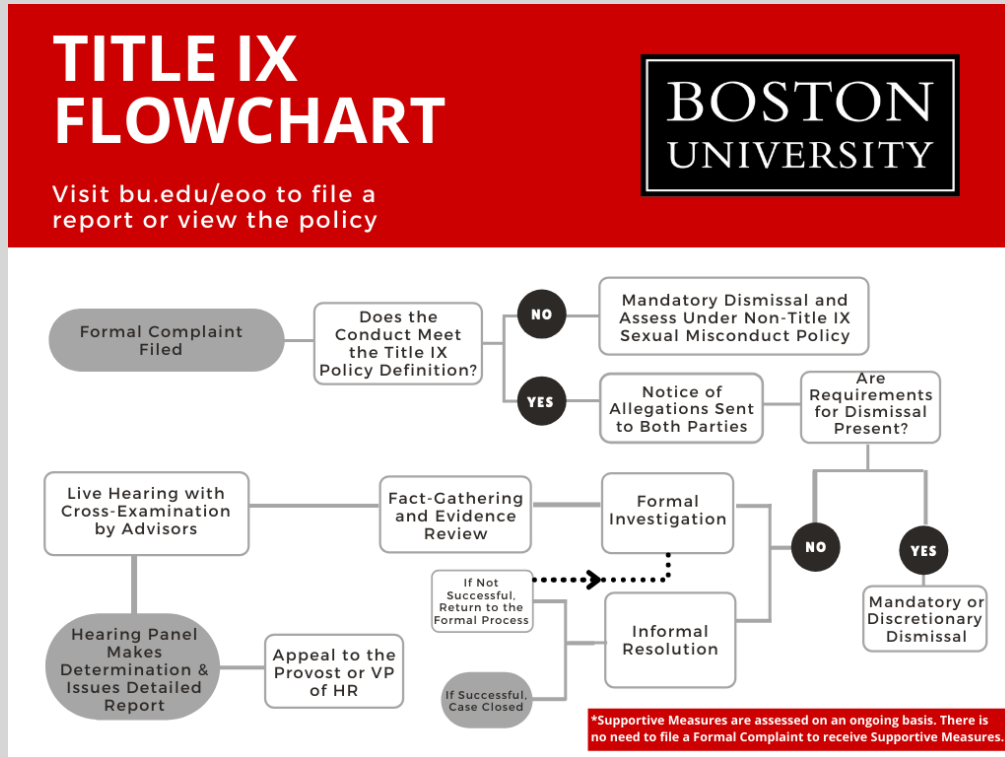 TITLE IX
FLOWCHART
Visit bu.edu/eoo to file a
report or view the policy
BOSTON
UNIVERSITY
Formal Complaint
Filed
Does the
Conduct Meet
the Title IX
Policy Definition?
NO
Mandatory Dismissal and
Assess Under Non-Title IX
Sexual Misconduct Policy
YES
Notice of
Allegations Sent
to Both Parties
Are
Requirements
for Dismissal
Present?
NO
YES
Mandatory or
Discretionary
Dismissal
Formal
Investigation
Informal
Resolution
Fact-Gathering
and Evidence
Review
Live Hearing with
Cross-Examination
by Advisors
If Not
Successful,
Return to the
Formal Process
If Successful,
Case Closed
Hearing Panel
Makes
Determination &
Issues Detailed
Report
Appeal to the
Provost or VP
of HR
*Supportive Measures are assessed on an ongoing basis. There is
no need to file a Formal Complaint to receive Supportive Measures.